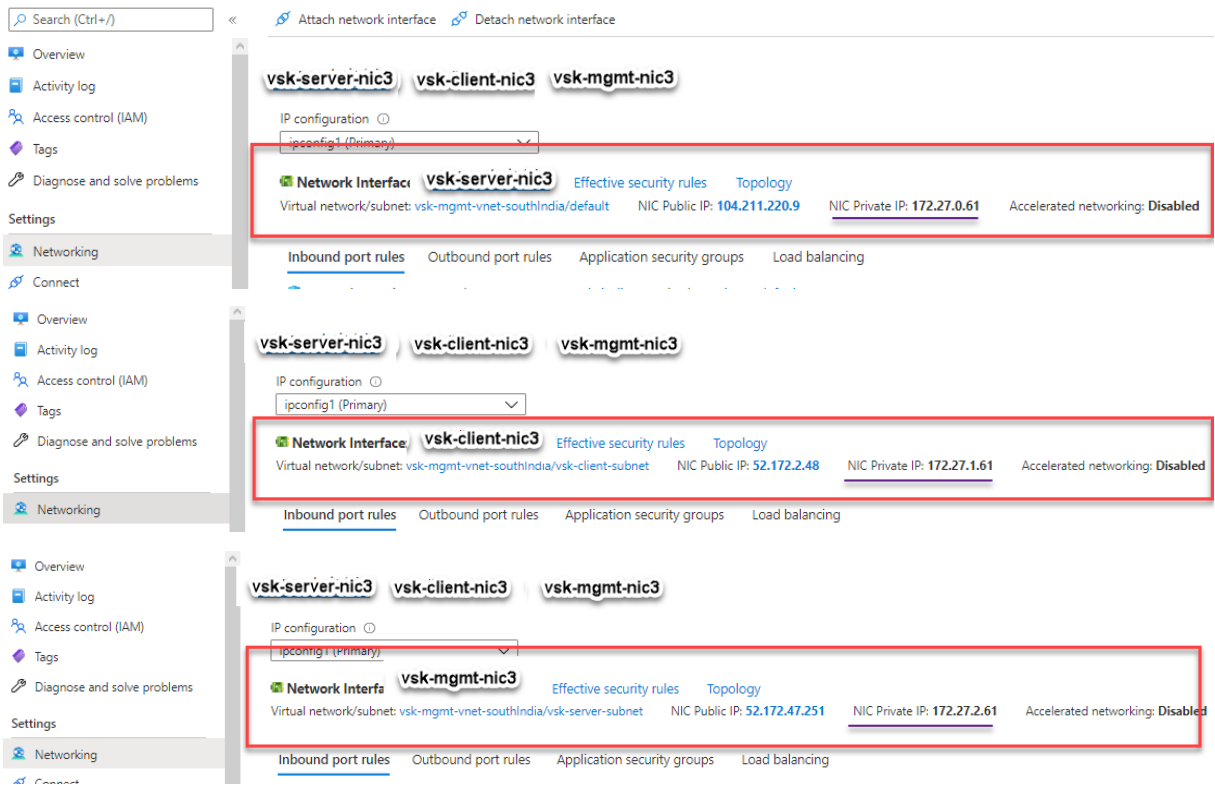 Search (Ctrl+/)
«
Attach network interface
Detach network interface
Overview
Activity log
Access control (IAM)
Tags
Diagnose and solve problems
Settings
Networking
Connect
vsk-server-nic3
vsk-client-nic3
vsk-mgmt-nic3
IP configuration
ipconfig1 (Primary)
Network Interface vsk-server-nic3 Effective security rules Topology
Virtual network/subnet: vsk-mgmt-vnet-southIndia/default NIC Public IP: 104.211.220.9 NIC Private IP: 172.27.0.61 Accelerated networking: Disabled
Inbound port rules Outbound port rules Application security groups Load balancing
Overview
Activity log
Access control (IAM)
Tags
Diagnose and solve problems
Settings
Networking
vsk-server-nic3
vsk-client-nic3
vsk-mgmt-nic3
IP configuration
ipconfig1 (Primary)
Network Interface: vsk-client-nic3 Effective security rules Topology
Virtual network/subnet: vsk-mgmt-vnet-southIndia/vsk-client-subnet NIC Public IP: 52.172.2.48 NIC Private IP: 172.27.1.61 Accelerated networking: Disabled
Inbound port rules Outbound port rules Application security groups Load balancing
Overview
Activity log
Access control (IAM)
Tags
Diagnose and solve problems
Settings
Networking
Connect
vsk-server-nic3
vsk-client-nic3
vsk-mgmt-nic3
IP configuration
ipconfig1 (Primary)
Network Interfa vsk-mgmt-nic3 Effective security rules Topology
Virtual network/subnet: vsk-mgmt-vnet-southIndia/vsk-server-subnet NIC Public IP: 52.172.47.251 NIC Private IP: 172.27.2.61 Accelerated networking: Disabled
Inbound port rules Outbound port rules Application security groups Load balancing